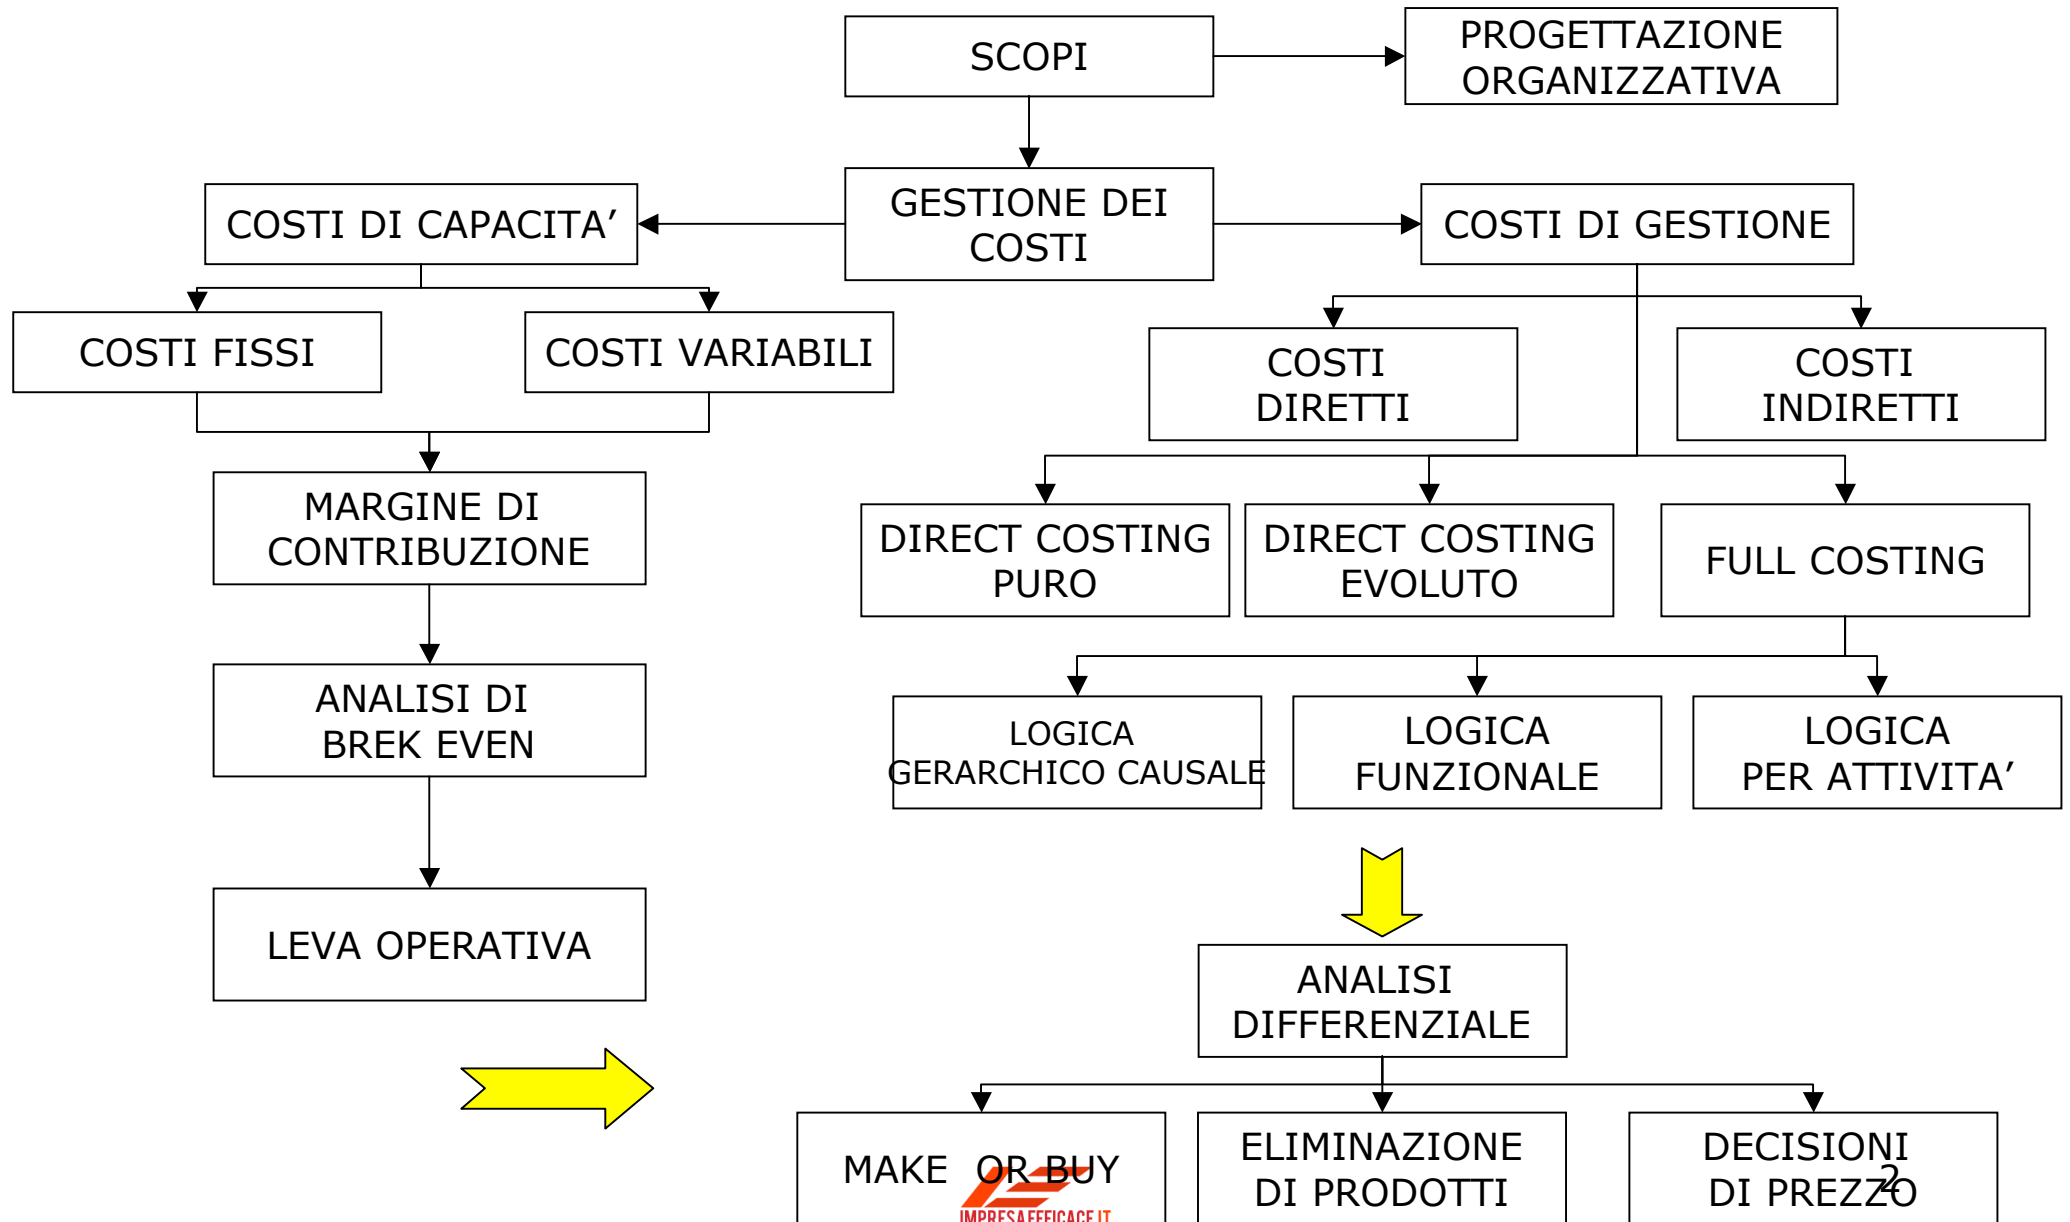 SCOPI
PROGETTAZIONE
ORGANIZZATIVA
COSTI DI CAPACITA’
GESTIONE DEI
COSTI
COSTI DI GESTIONE
COSTI FISSI
COSTI VARIABILI
COSTI
DIRETTI
COSTI
INDIRETTI
MARGINE DI
CONTRIBUZIONE
DIRECT COSTING
PURO
DIRECT COSTING
EVOLUTO
FULL COSTING
ANALISI DI
BREK EVEN
LOGICA
GERARCHICO CAUSALE
LOGICA
FUNZIONALE
LOGICA
PER ATTIVITA’
LEVA OPERATIVA
ANALISI
DIFFERENZIALE
MAKE  OR BUY
ELIMINAZIONE
DI PRODOTTI
DECISIONI
DI PREZZO
2
IMPRESAEFFICACE.IT